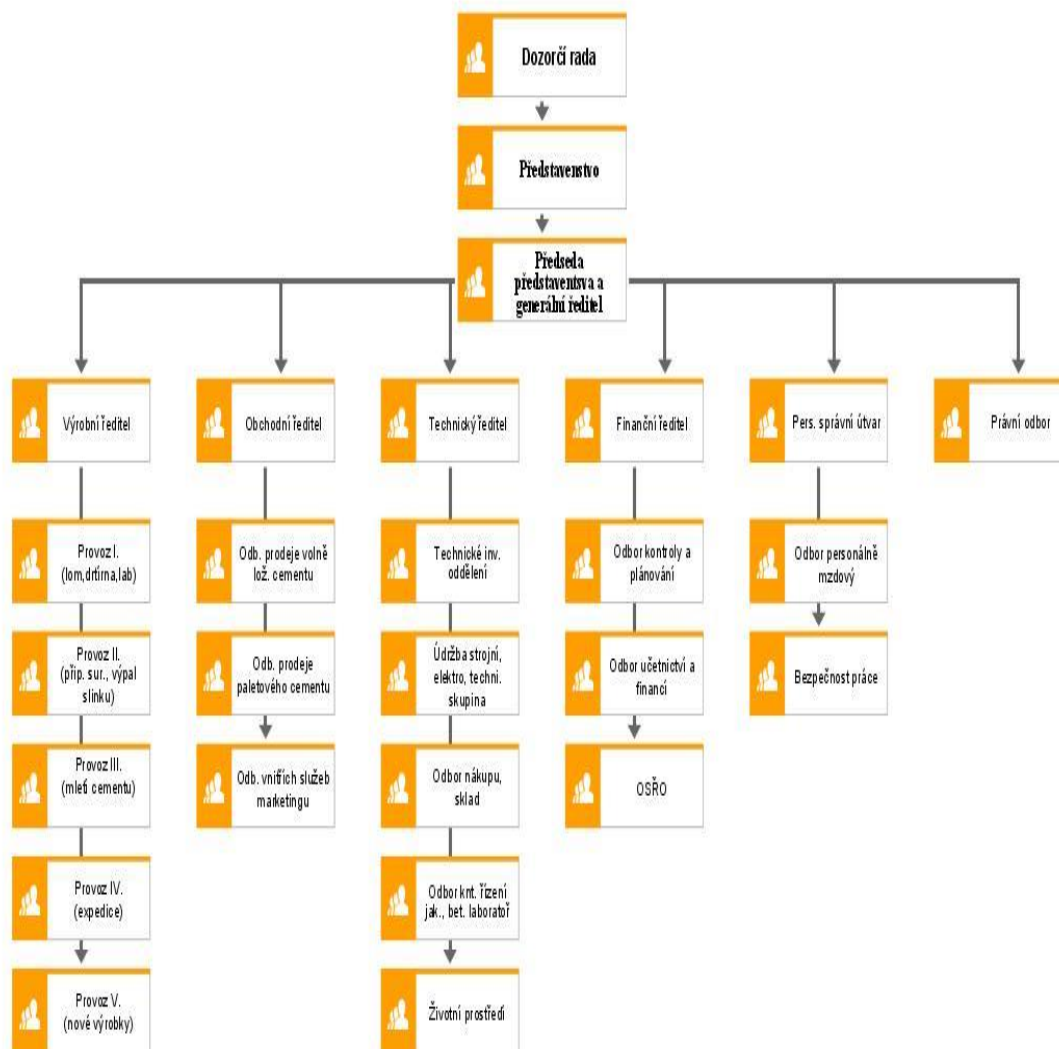 Dozorčí rada
Představenstvo
Předseda
představentsva a
generální ředitel
Výrobní ředitel
Obchodní ředitel
Technický ředitel
Finanční ředitel
Pers. správní útvar
Právní odbor
Provoz I.
(lom,drtírna,lab)
Odb. prodeje volně
lož. cementu
Technické inv.
oddělení
Odbor kontroly a
plánování
Odbor personálně
mzdový
Provoz II.
(příp. sur., výpal
slínku)
Odb. prodeje
paletového cementu
Údržba strojní,
elektro, techni.
skupina
Odbor učetnictví a
financí
Bezpečnost práce
Provoz III.
(mletí cementu)
Odb. vnitřích služeb
marketingu
Odbor nákupu,
sklad
OSŘO
Provoz IV.
(expedice)
Odbor knt. řízení
jak., bet. laboratoř
Provoz V.
(nové výrobky)
Životní prostředí